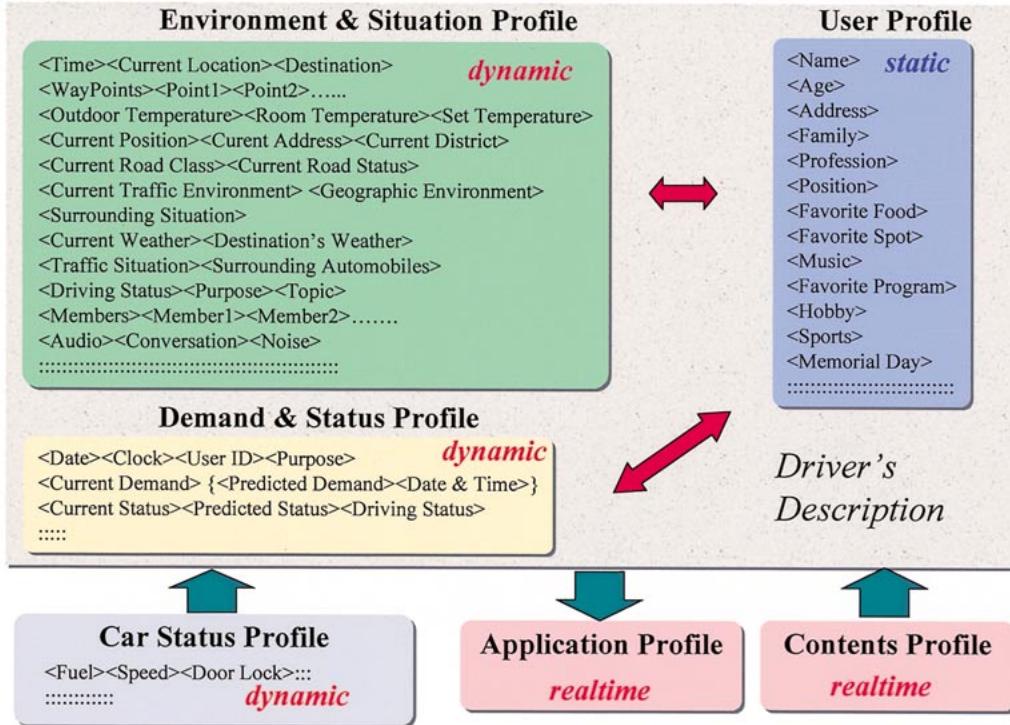 Environment & Situation Profile
dynamic
<Time><Current Location><Destination>
<WayPoints><Point1><Point2>…...
<Outdoor Temperature><Room Temperature><Set Temperature>
<Current Position><Curent Address><Current District>
<Current Road Class><Current Road Status>
<Current Traffic Environment> <Geographic Environment>
<Surrounding Situation>
<Current Weather><Destination's Weather>
<Traffic Situation><Surrounding Automobiles>
<Driving Status><Purpose><Topic>
<Members><Member1><Member2>…….
<Audio><Conversation><Noise>
::::::::::::::::::::::::::::::::::::::::::::::::::::
User Profile
static
<Name>
<Age>
<Address>
<Family>
<Profession>
<Position>
<Favorite Food>
<Favorite Spot>
<Music>
<Favorite Program>
<Hobby>
<Sports>
<Memorial Day>
:::::::::::::::::::::::::::::
Demand & Status Profile
dynamic
<Date><Clock><User ID><Purpose>
<Current Demand> {<Predicted Demand><Date & Time>}
<Current Status><Predicted Status><Driving Status>
:::::
Driver's
Description
Car Status Profile
<Fuel><Speed><Door Lock>:::
::::::::::::
dynamic
Application Profile
realtime
Contents Profile
realtime